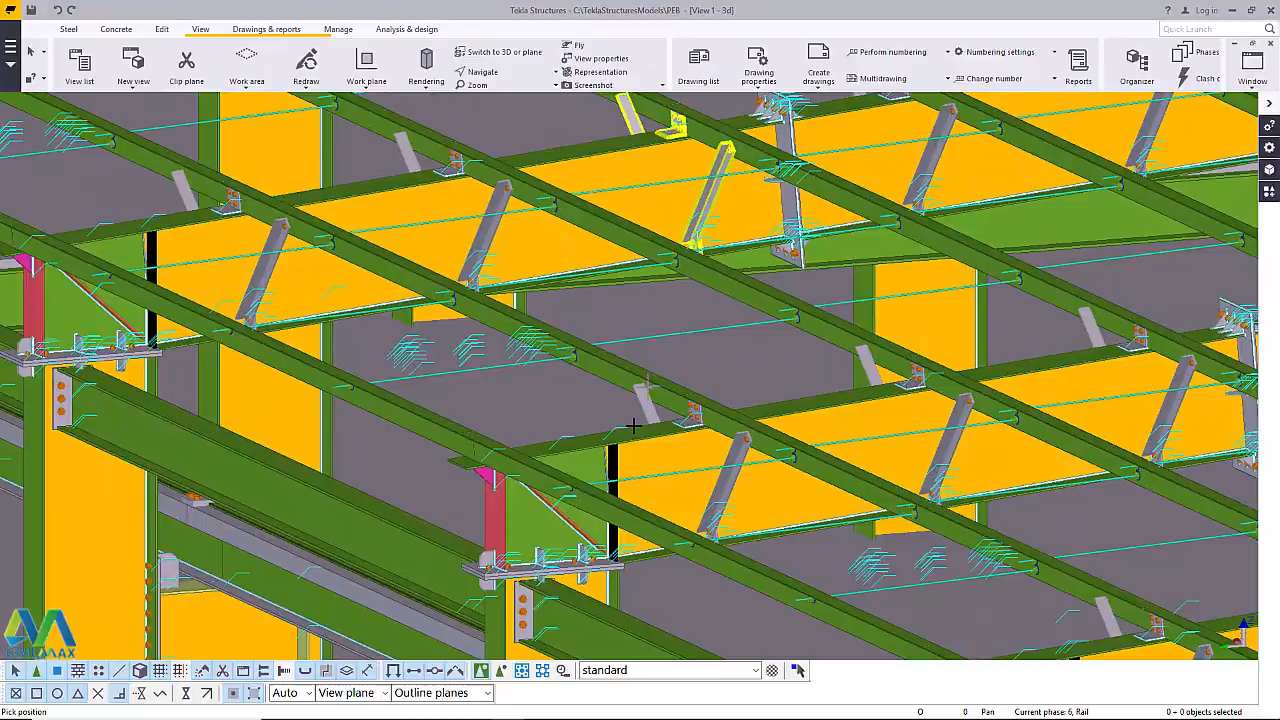 Tekla Structures - C:\TeklaStructuresModels\PEB - [View 1 - 3d]
Log in
Steel Concrete Edit View Drawings & reports Manage Analysis & design
Quick Launch
View list New view Clip plane Work area Redraw Work plane Rendering
Switch to 3D or plane
Navigate
Zoom
Fly
View properties
Representation
Screenshot
Drawing list Drawing properties Create drawings
Perform numbering
Multidrawing
Numbering settings
Change number
Reports Organizer
Phases
Clash c
Window
standard
Auto View plane Outline planes
Pick position
O 0 Pan Current phase: 6, Rail 0 - 0 objects selected